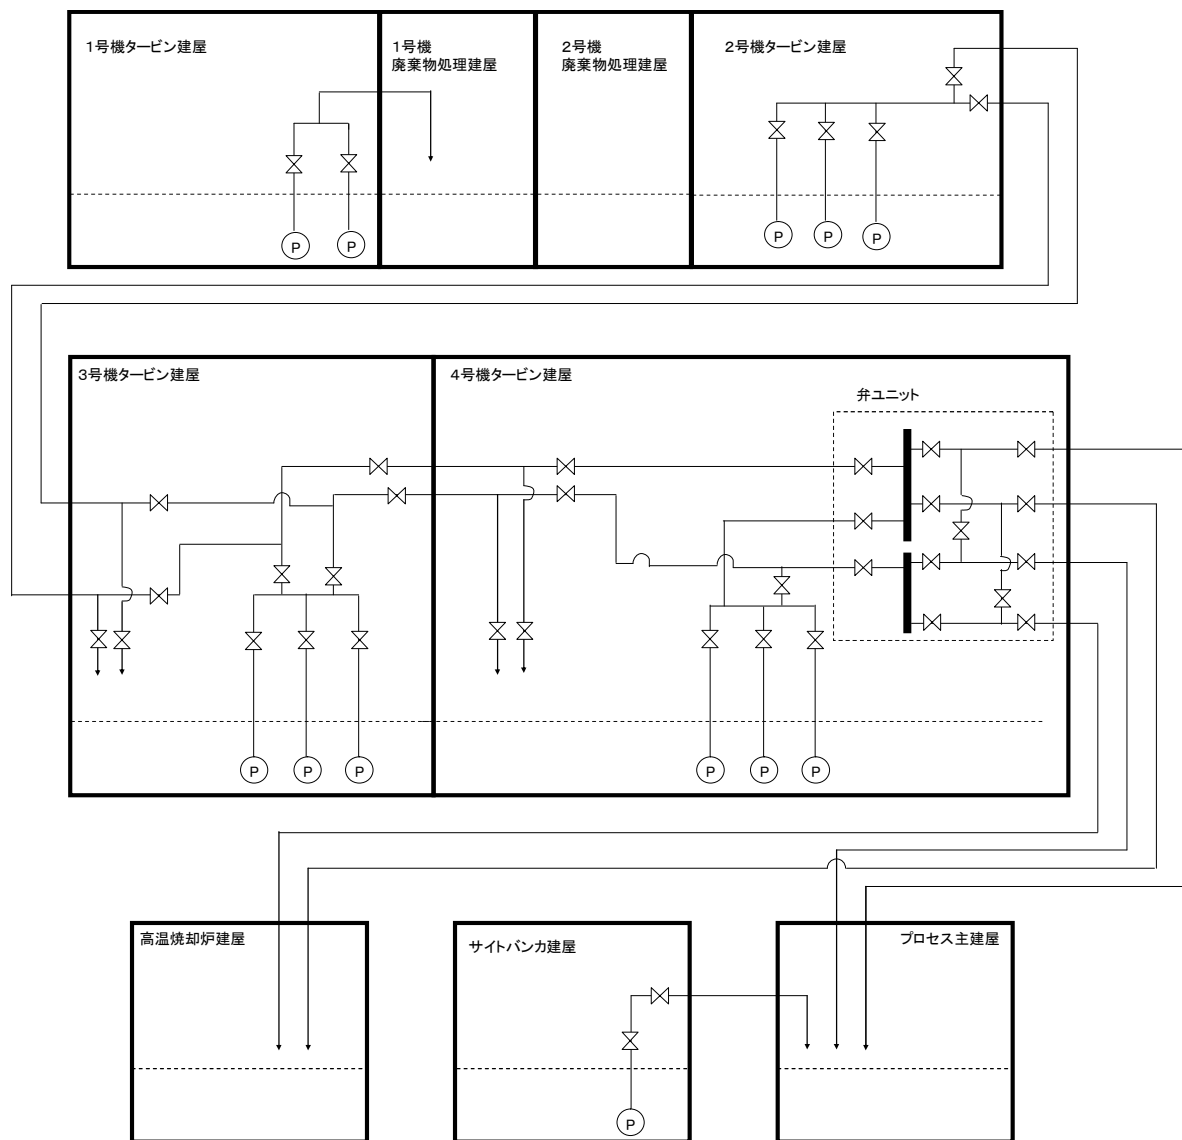 1号機タービン建屋
1号機
廃棄物処理建屋
2号機
廃棄物処理建屋
2号機タービン建屋
P
P
P
P
P
3号機タービン建屋
4号機タービン建屋
弁ユニット
P
P
P
P
P
P
高温焼却炉建屋
サイトバンカ建屋
プロセス主建屋
P